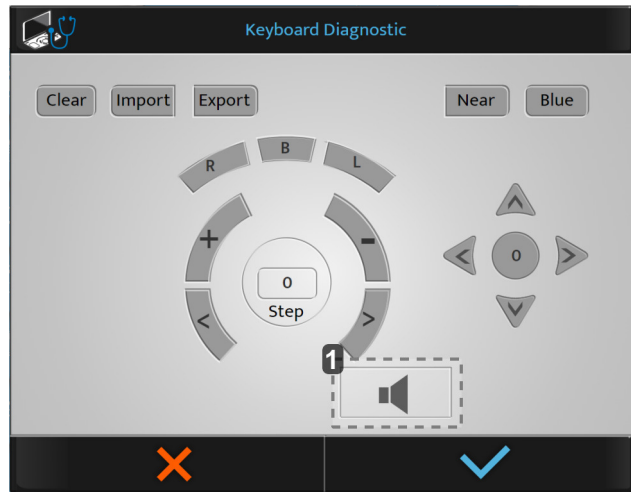 Keyboard Diagnostic
Clear Import Export Near Blue
R B L
+ -
0
0
Step
< >
1